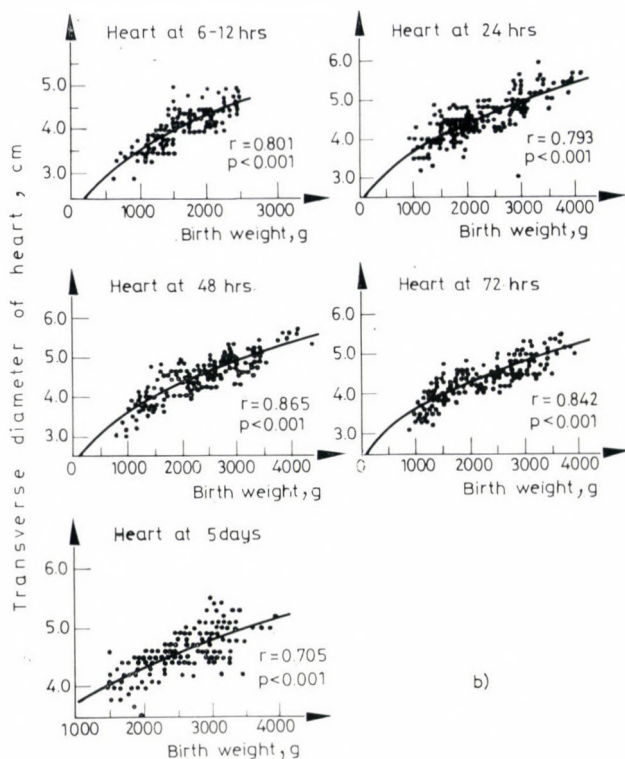 Transverse diameter of heart, cm
Heart at 6-12 hrs
5.0
4.0
3.0
r=0.801
p<0.001
0 1000 2000 3000
Birth weight,g
Heart at 24 hrs
6.0
5.0
4.0
3.0
r=0.793
p<0.001
0 1000 2000 3000 4000
Birth weight,g
Heart at 48 hrs
6.0
5.0
4.0
3.0
r=0.865
p<0.001
0 1000 2000 3000 4000
Birth weight,g
Heart at 72 hrs
6.0
5.0
4.0
3.0
r=0.842
p<0.001
0 1000 2000 3000 4000
Birth weight,g
Heart at 5days
6.0
5.0
4.0
r=0.705
p<0.001
1000 2000 3000 4000
Birth weight,g
b)